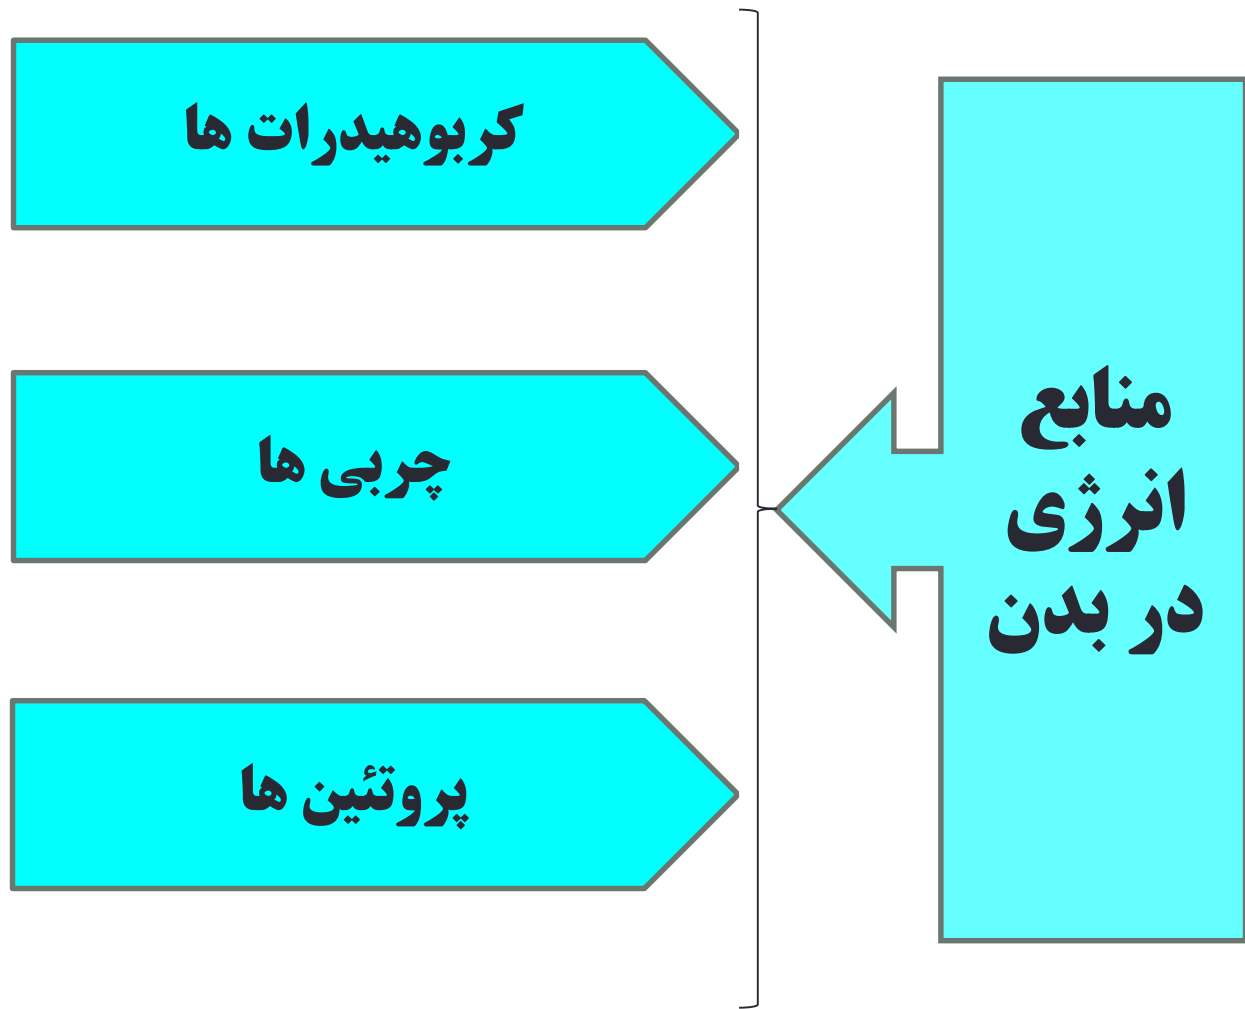 منابع
انرژی
در بدن
کربوهیدرات ها
چربی ها
پروتئین ها